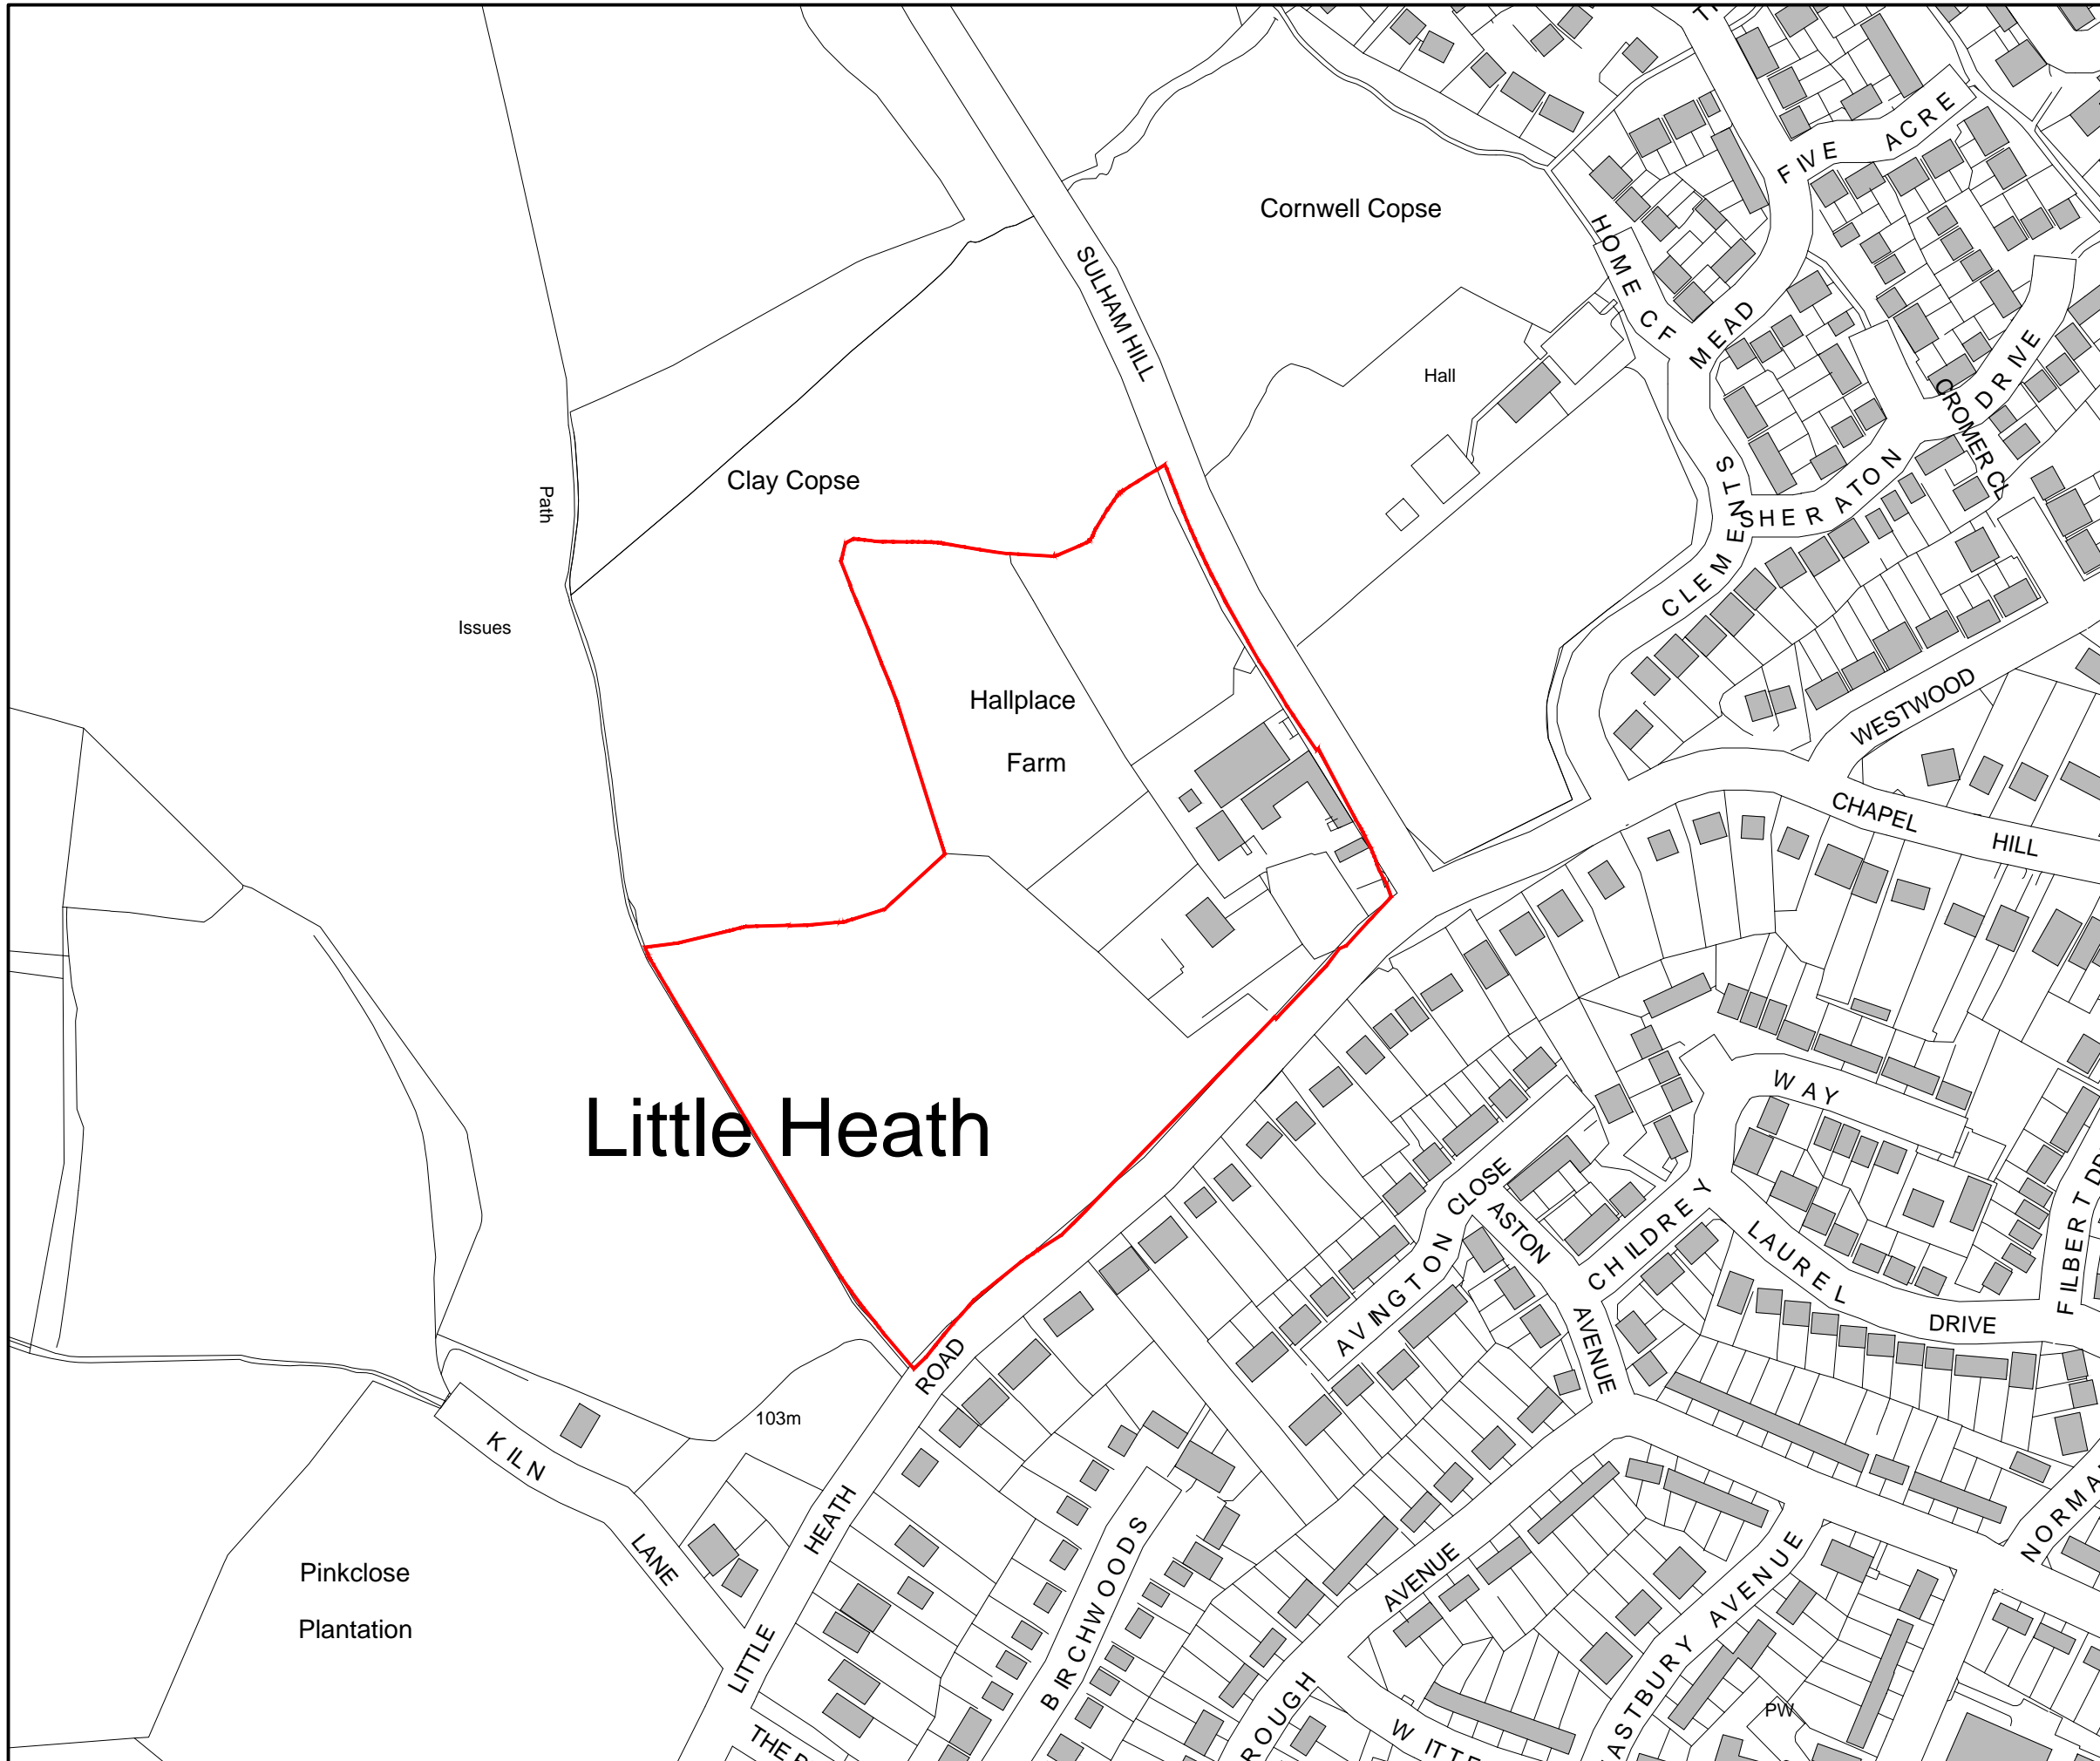 FIVE ACRE
Cornwell Copse
HOME CF
SULHAM HILL
MEAD
DRIVE
Hall
CROMER CL
Clay Copse
Path
SHERATON
CLEMENTS
Issues
Hallplace
Farm
WESTWOOD
CHAPEL HILL
WAY
Little Heath
CLOSE
ASTON
CHILDREY
LAUREL
FILBERT
AVINGTON
AVENUE
DRIVE
ROAD
103m
KILN
LANE
HEATH
BIRCHWOODS
AVENUE
EASTBURY AVENUE
Pinkclose
Plantation
LITTLE
PW